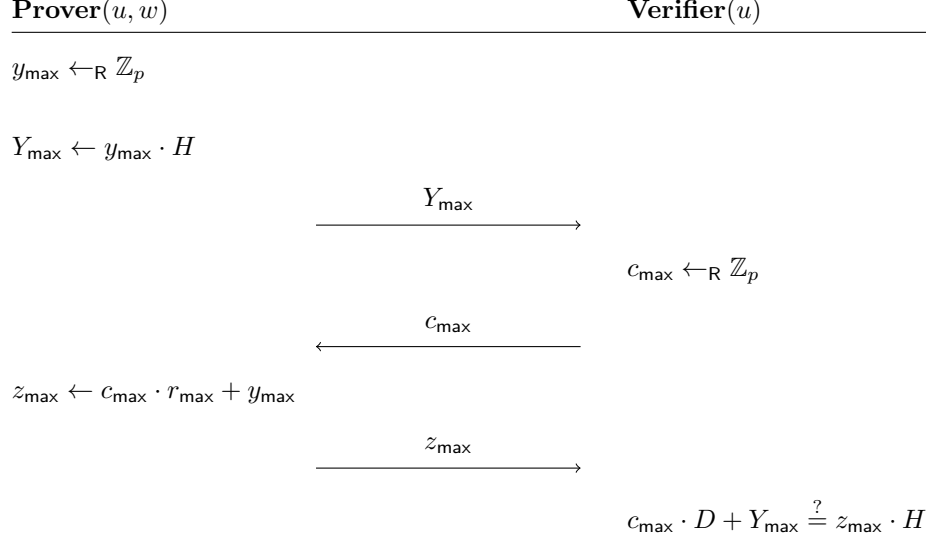 Prover(u, w) Verifier(u)
y_max ←_R ℤ_p
Y_max ← y_max · H
Y_max
c_max ←_R ℤ_p
c_max
z_max ← c_max · r_max + y_max
z_max
c_max · D + Y_max ≟ z_max · H